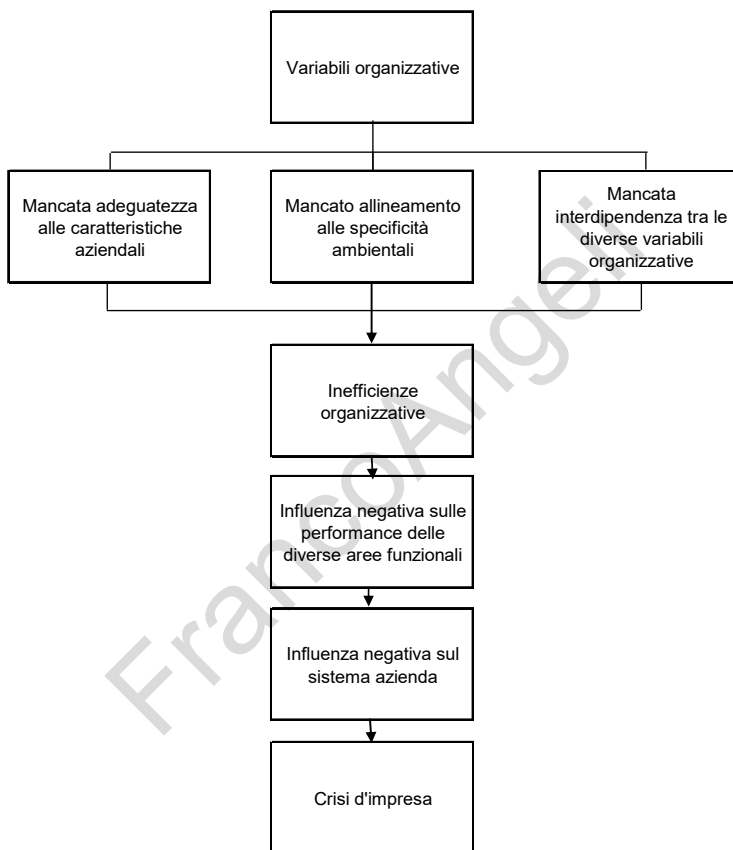 Variabili organizzative
Mancata adeguatezza
alle caratteristiche
aziendali
Mancato allineamento
alle specificità
ambientali
Mancata
interdipendenza tra le
diverse variabili
organizzative
Inefficienze
organizzative
Influenza negativa sulle
performance delle
diverse aree funzionali
Influenza negativa sul
sistema azienda
Crisi d'impresa
FrancoAngeli